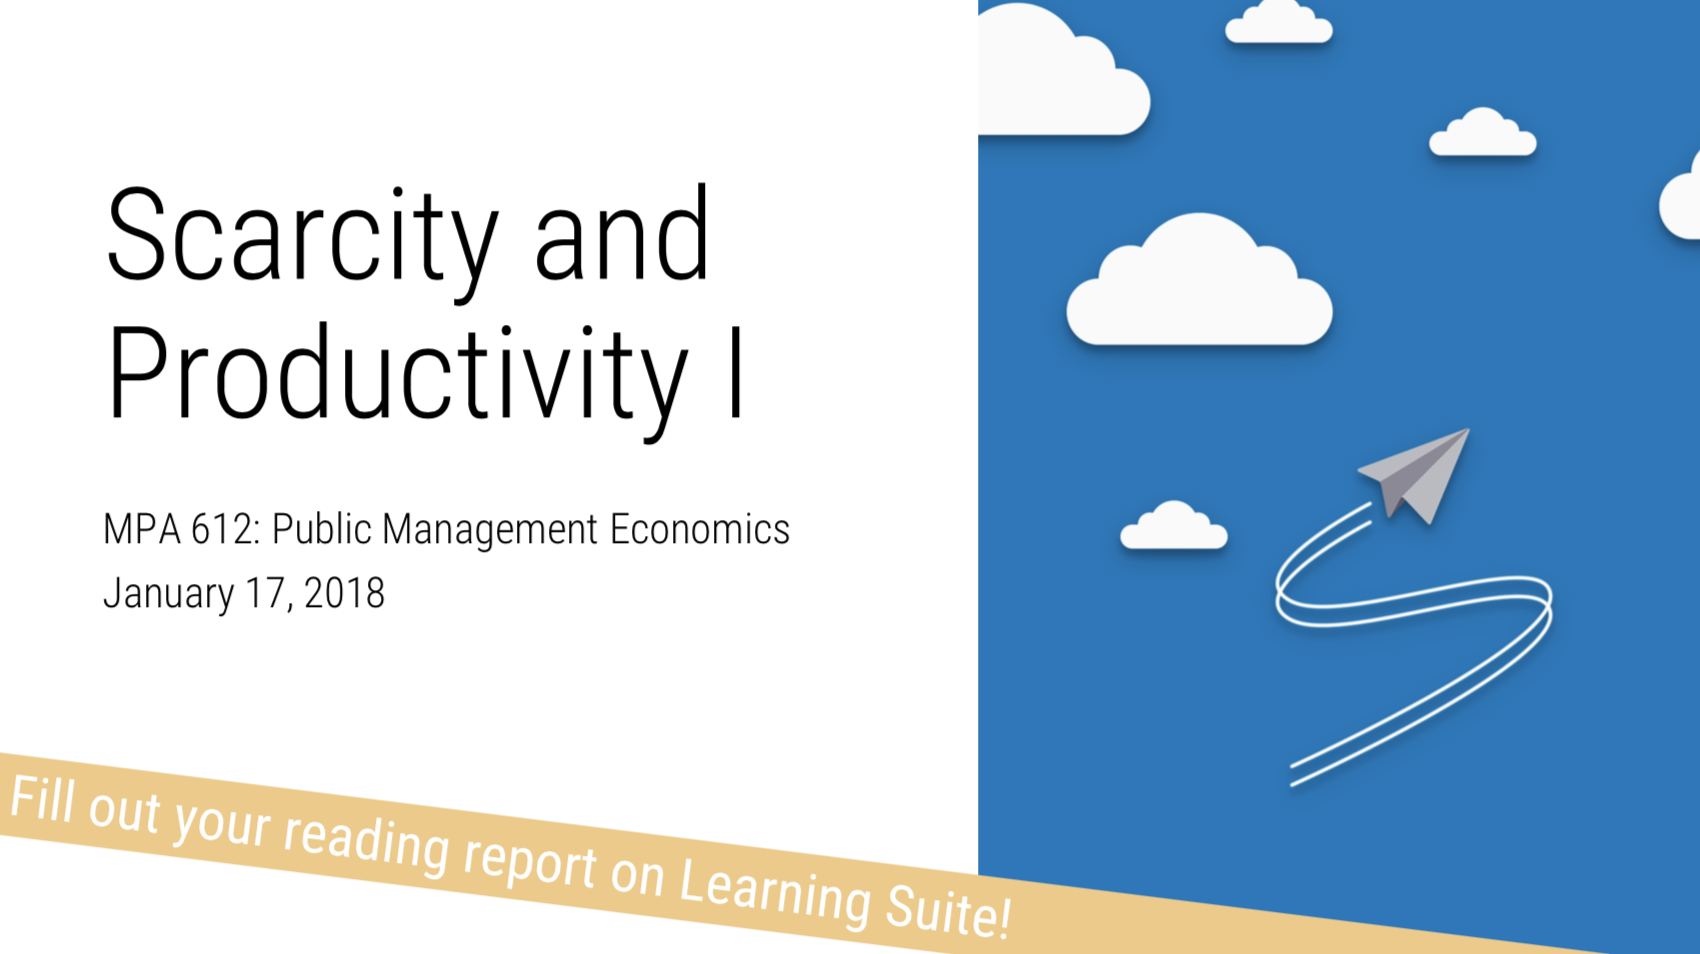 Scarcity and
Productivity I
MPA 612: Public Management Economics
January 17, 2018
Fill out your reading report on Learning Suite!